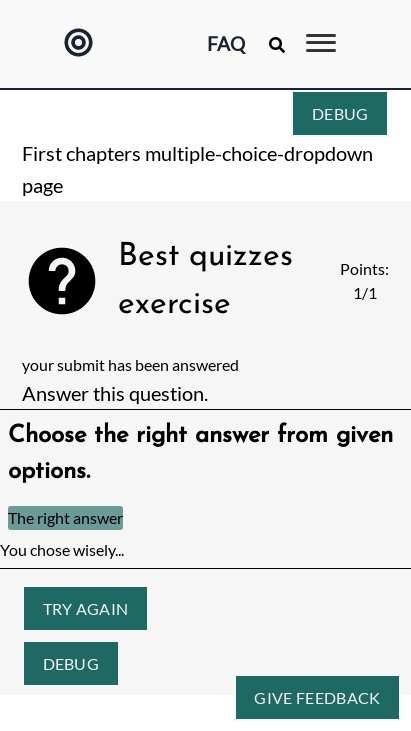 FAQ
DEBUG
First chapters multiple-choice-dropdown
page
Best quizzes
exercise
Points:
1/1
your submit has been answered
Answer this question.
Choose the right answer from given
options.
The right answer
You chose wisely...
TRY AGAIN
DEBUG
GIVE FEEDBACK